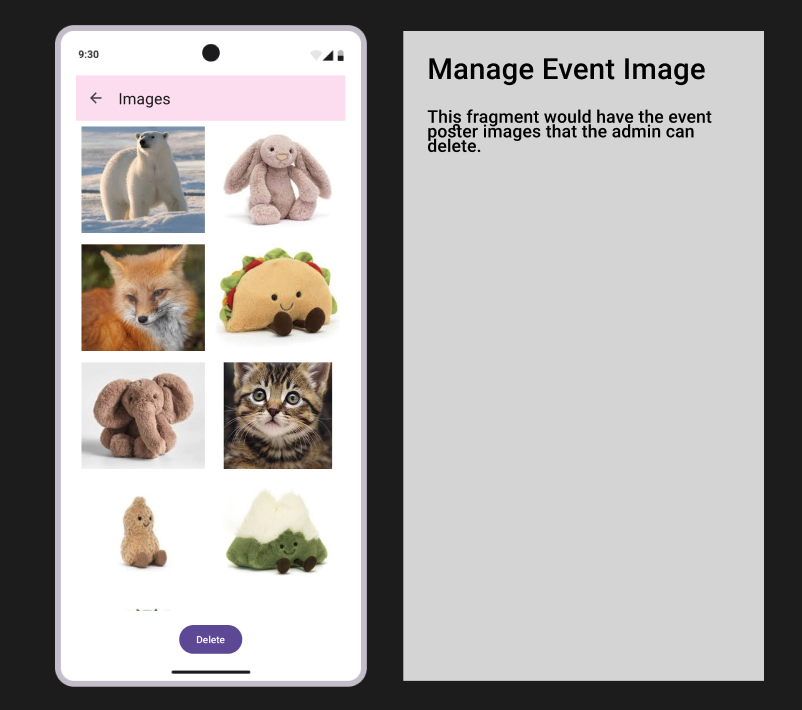 9:30
Images
Delete
Manage Event Image
This fragment would have the event
poster images that the admin can
delete.